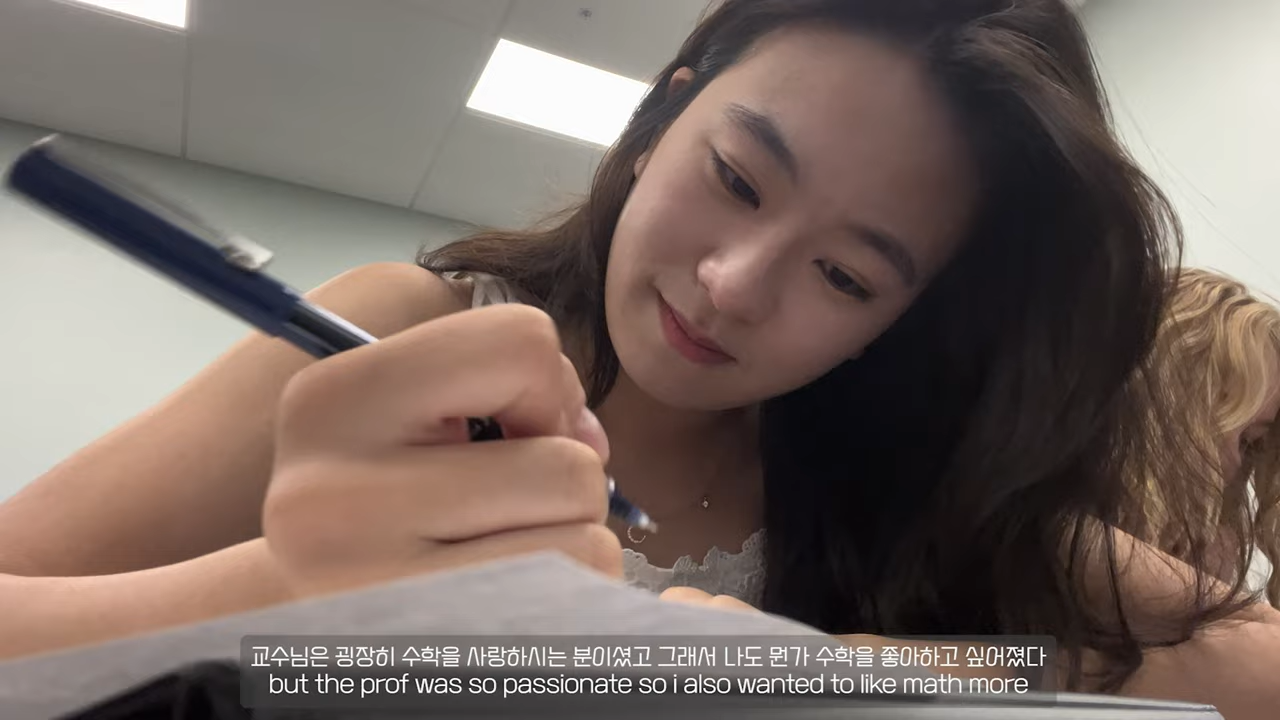 교수님은 굉장히 수학을 사랑하시는 분이셨고 그래서 나도 뭔가 수학을 좋아하고 싶어졌다
but the prof was so passionate so i also wanted to like math more